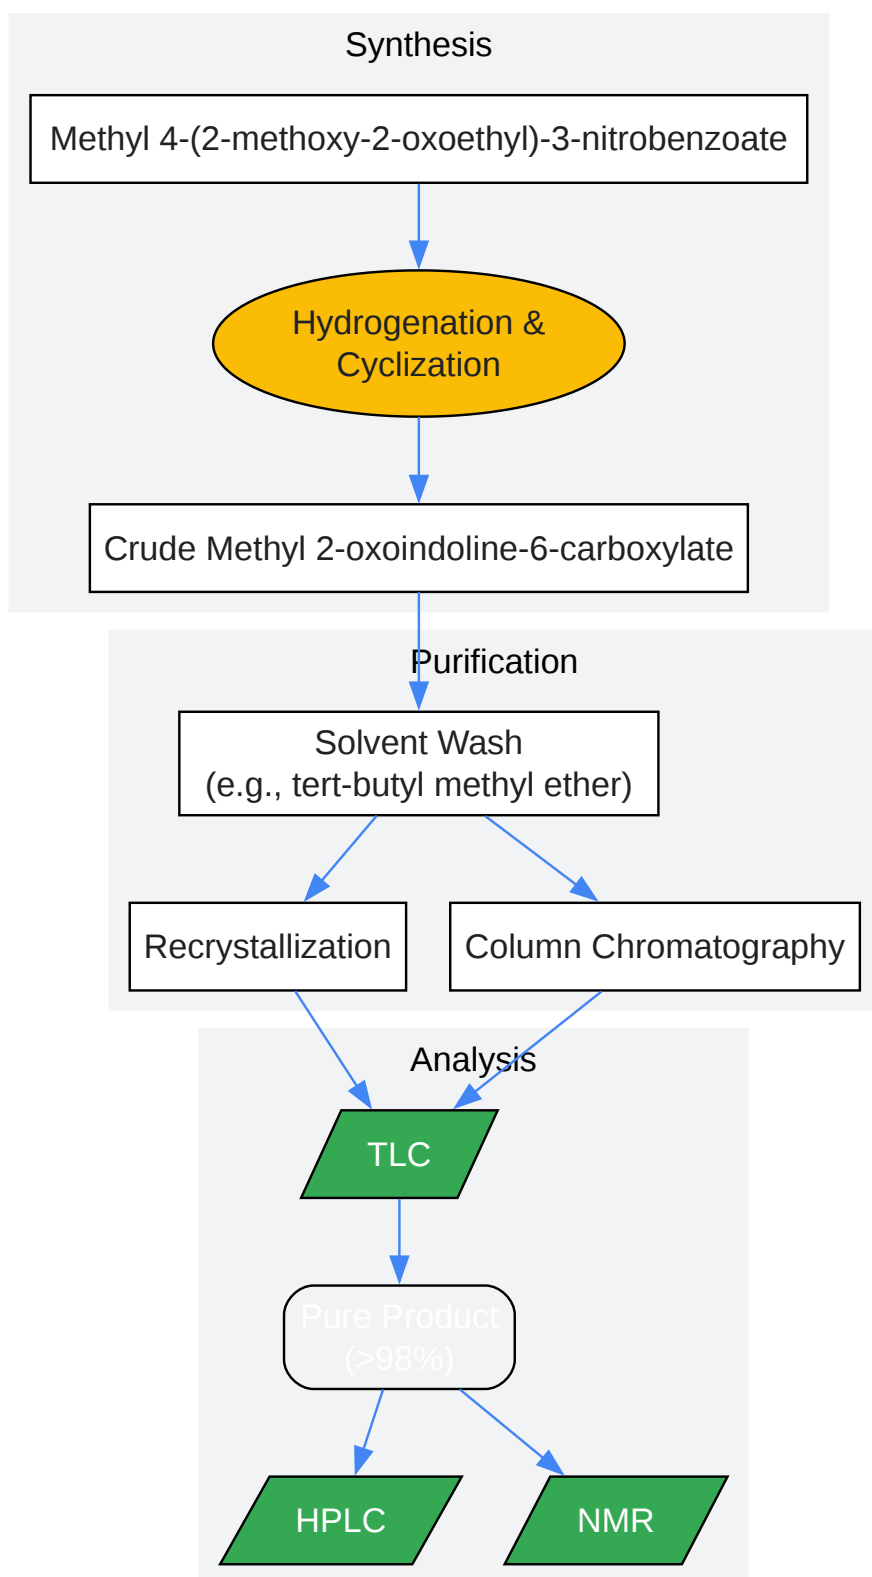 Synthesis
Methyl 4-(2-methoxy-2-oxoethyl)-3-nitrobenzoate
Hydrogenation &
Cyclization
Crude Methyl 2-oxoindoline-6-carboxylate
Purification
Solvent Wash
(e.g., tert-butyl methyl ether)
Recrystallization
Column Chromatography
Analysis
TLC
Pure Product
(>98%)
HPLC
NMR